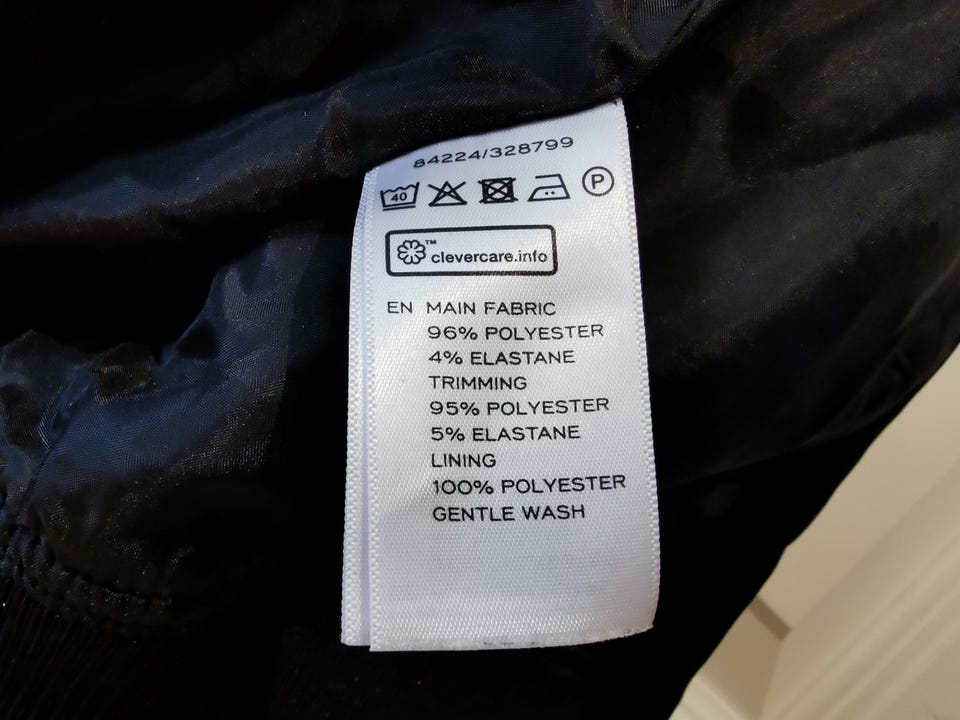 84224/328799
40 P
™ clevercare.info
EN MAIN FABRIC
96% POLYESTER
4% ELASTANE
TRIMMING
95% POLYESTER
5% ELASTANE
LINING
100% POLYESTER
GENTLE WASH